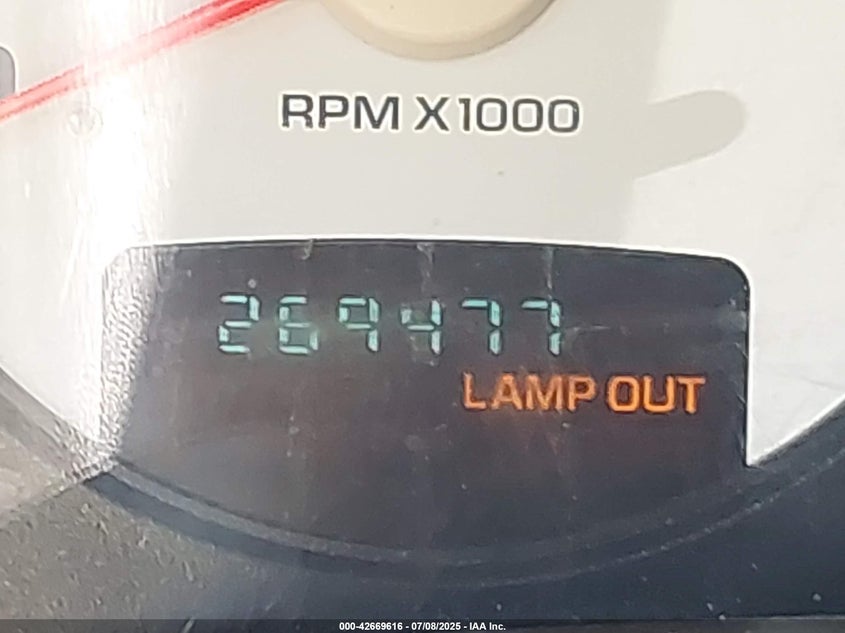 RPM X1000
269477
LAMP OUT
000-42669616 - 07/08/2025 - IAA Inc.